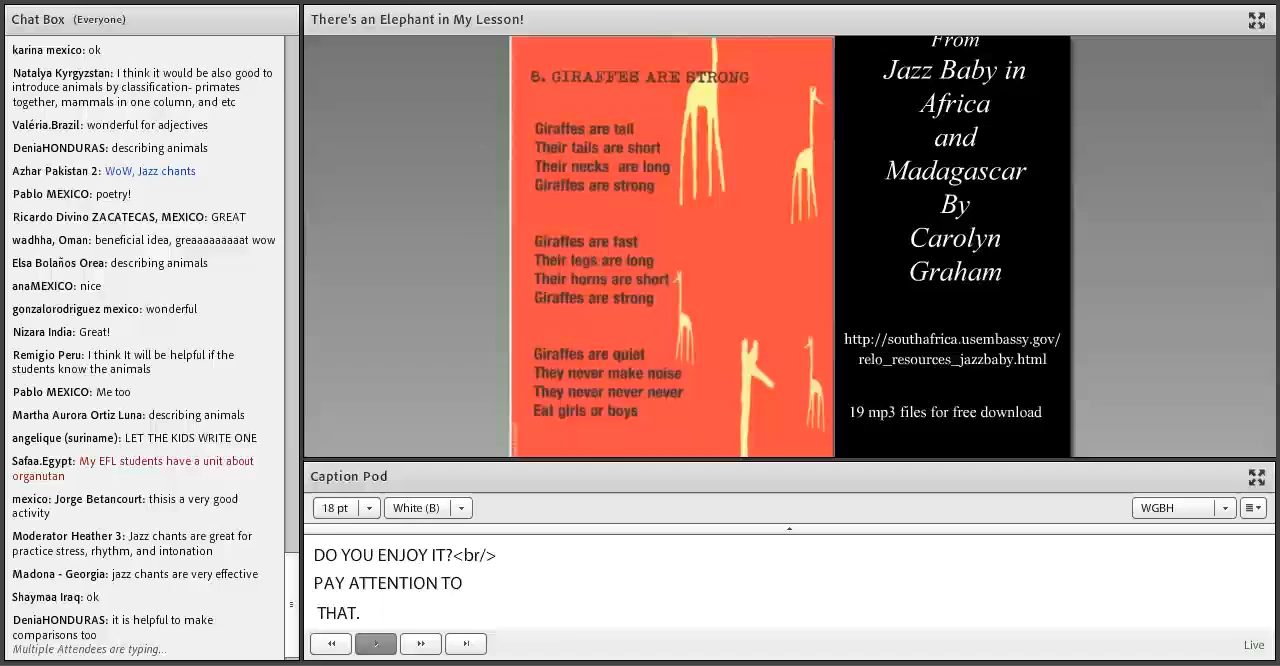 Chat Box (Everyone)
karina mexico: ok
Natalya Kyrgyzstan: I think it would be also good to
introduce animals by classification- primates
together, mammals in one column, and etc
Valéria.Brazil: wonderful for adjectives
DeniaHONDURAS: describing animals
Azhar Pakistan 2: WoW, Jazz chants
Pablo MEXICO: poetry!
Ricardo Divino ZACATECAS, MEXICO: GREAT
wadhha, Oman: beneficial idea, greaaaaaaaat wow
Elsa Bolaños Orea: describing animals
anaMEXICO: nice
gonzalorodriguez mexico: wonderful
Nizara India: Great!
Remigio Peru: I think It will be helpful if the
students know the animals
Pablo MEXICO: Me too
Martha Aurora Ortiz Luna: describing animals
angelique (suriname): LET THE KIDS WRITE ONE
Safaa.Egypt: My EFL students have a unit about
organutan
mexico: Jorge Betancourt: thisis a very good
activity
Moderator Heather 3: Jazz chants are great for
practice stress, rhythm, and intonation
Madona - Georgia: jazz chants are very effective
Shaymaa Iraq: ok
DeniaHONDURAS: it is helpful to make
comparisons too
Multiple Attendees are typing...
There's an Elephant in My Lesson!
8. GIRAFFES ARE STRONG
Giraffes are tall
Their tails are short
Their necks are long
Giraffes are strong
Giraffes are fast
Their legs are long
Their horns are short
Giraffes are strong
Giraffes are quiet
They never make noise
They never never never
Eat girls or boys
From
Jazz Baby in
Africa
and
Madagascar
By
Carolyn
Graham
http://southafrica.usembassy.gov/
relo_resources_jazzbaby.html
19 mp3 files for free download
Caption Pod
18 pt
White (B)
WGBH
DO YOU ENJOY IT?<br/>
PAY ATTENTION TO
THAT.
Live